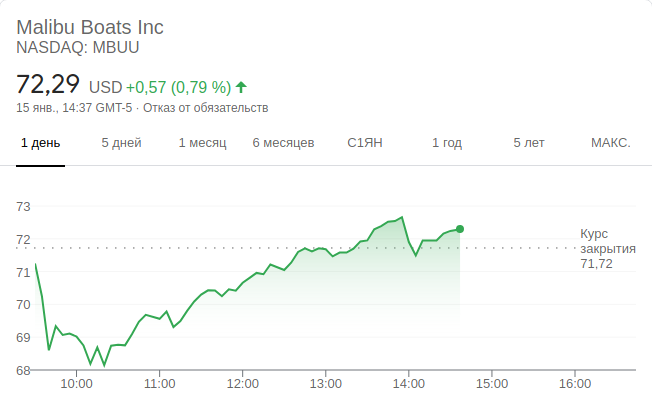 Malibu Boats Inc
NASDAQ: MBUU
72,29 USD +0,57 (0,79 %)
15 янв., 14:37 GMT-5 · Отказ от обязательств
1 день 5 дней 1 месяц 6 месяцев С1ЯН 1 год 5 лет МАКС.
73
72
71
70
69
68
Курс
закрытия
71,72
10:00 11:00 12:00 13:00 14:00 15:00 16:00